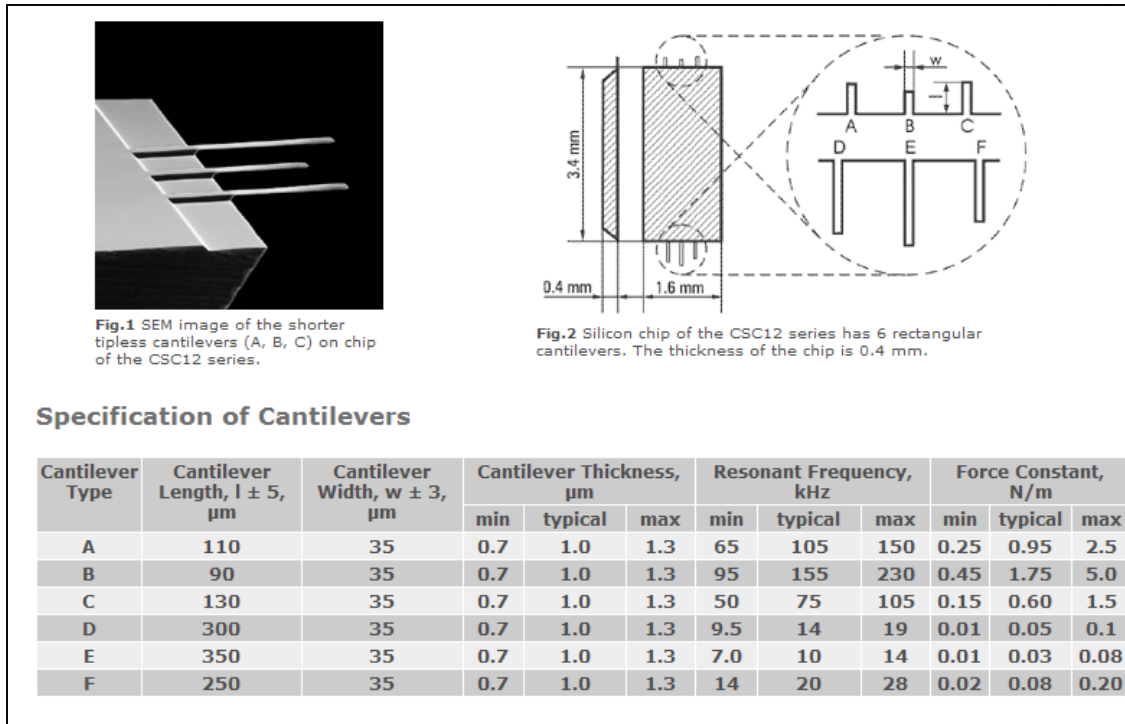 Fig.1 SEM image of the shorter
tipless cantilevers (A, B, C) on chip
of the CSC12 series.
w
l
A B C
D E F
3.4 mm
0.4 mm 1.6 mm
Fig.2 Silicon chip of the CSC12 series has 6 rectangular
cantilevers. The thickness of the chip is 0.4 mm.
Specification of Cantilevers
Cantilever Type Cantilever Length, l ± 5, µm Cantilever Width, w ± 3, µm Cantilever Thickness, µm Resonant Frequency, kHz Force Constant, N/m
min typical max min typical max min typical max
A 110 35 0.7 1.0 1.3 65 105 150 0.25 0.95 2.5
B 90 35 0.7 1.0 1.3 95 155 230 0.45 1.75 5.0
C 130 35 0.7 1.0 1.3 50 75 105 0.15 0.60 1.5
D 300 35 0.7 1.0 1.3 9.5 14 19 0.01 0.05 0.1
E 350 35 0.7 1.0 1.3 7.0 10 14 0.01 0.03 0.08
F 250 35 0.7 1.0 1.3 14 20 28 0.02 0.08 0.20